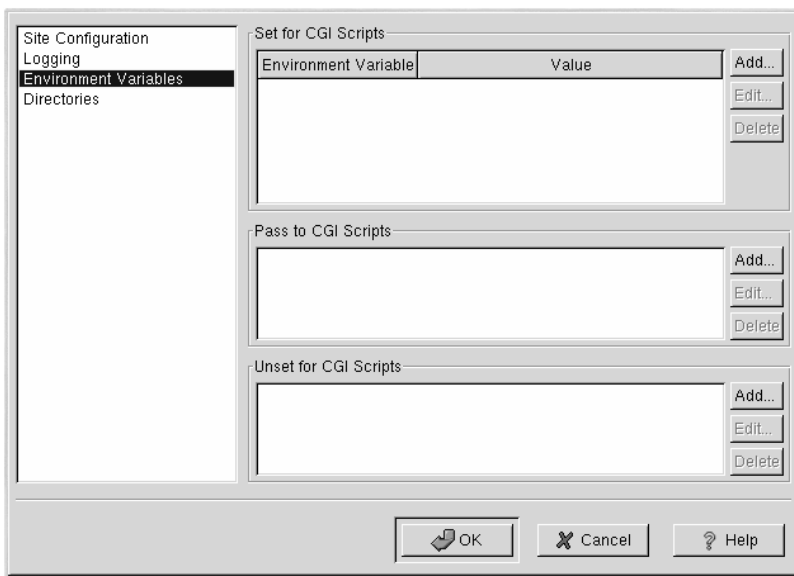 Site Configuration
Logging
Environment Variables
Directories
Set for CGI Scripts
Environment Variable
Value
Add...
Edit...
Delete
Pass to CGI Scripts
Add...
Edit...
Delete
Unset for CGI Scripts
Add...
Edit...
Delete
OK
Cancel
Help